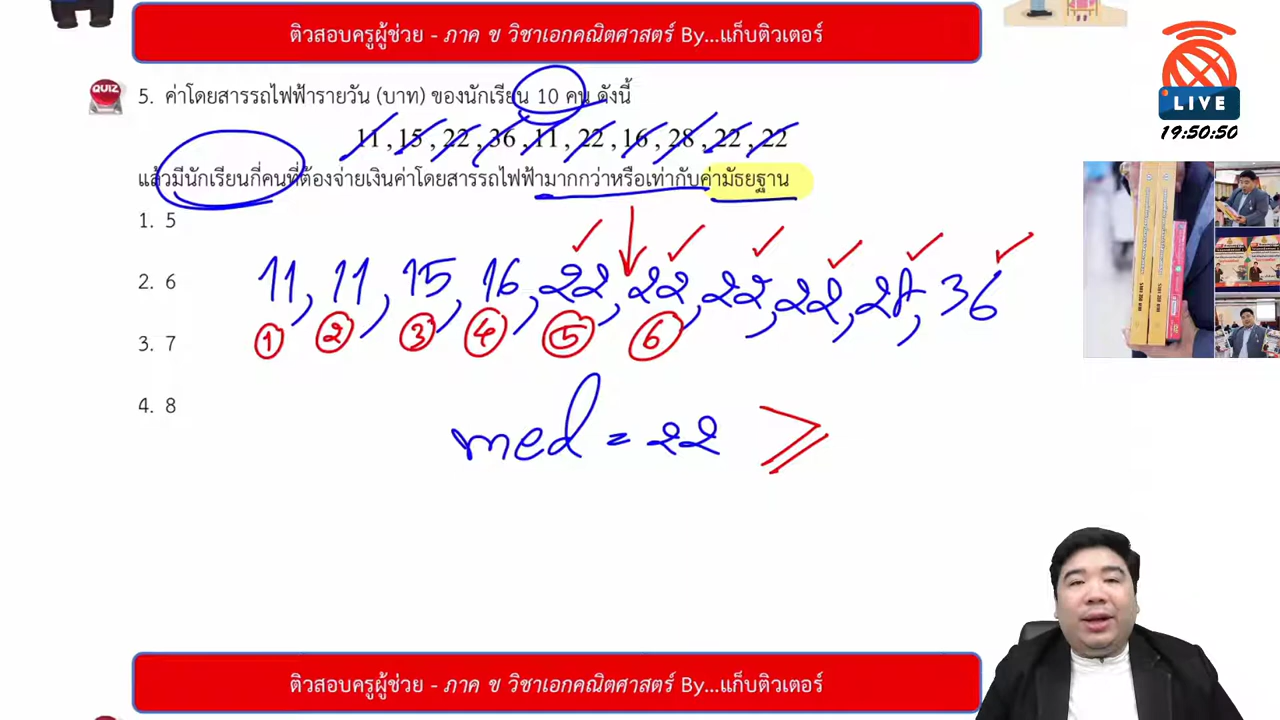 ติวสอบครูผู้ช่วย - ภาค ข วิชาเอกคณิตศาสตร์ By...แก็บติวเตอร์
LIVE
19:50:50
QUIZ
5. ค่าโดยสารรถไฟฟ้ารายวัน (บาท) ของนักเรียน 10 คน ดังนี้
11 , 15 , 22 , 36 , 11 , 22 , 16 , 28 , 22 , 22
แล้วมีนักเรียนกี่คนที่ต้องจ่ายเงินค่าโดยสารรถไฟฟ้ามากกว่าหรือเท่ากับค่ามัธยฐาน
1. 5
2. 6
3. 7
4. 8
11, 11, 15, 16, 22, 22, 22, 22, 28, 36
1 2 3 4 5 6
med = 22 ⩾
ติวสอบครูผู้ช่วย - ภาค ข วิชาเอกคณิตศาสตร์ By...แก็บติวเตอร์